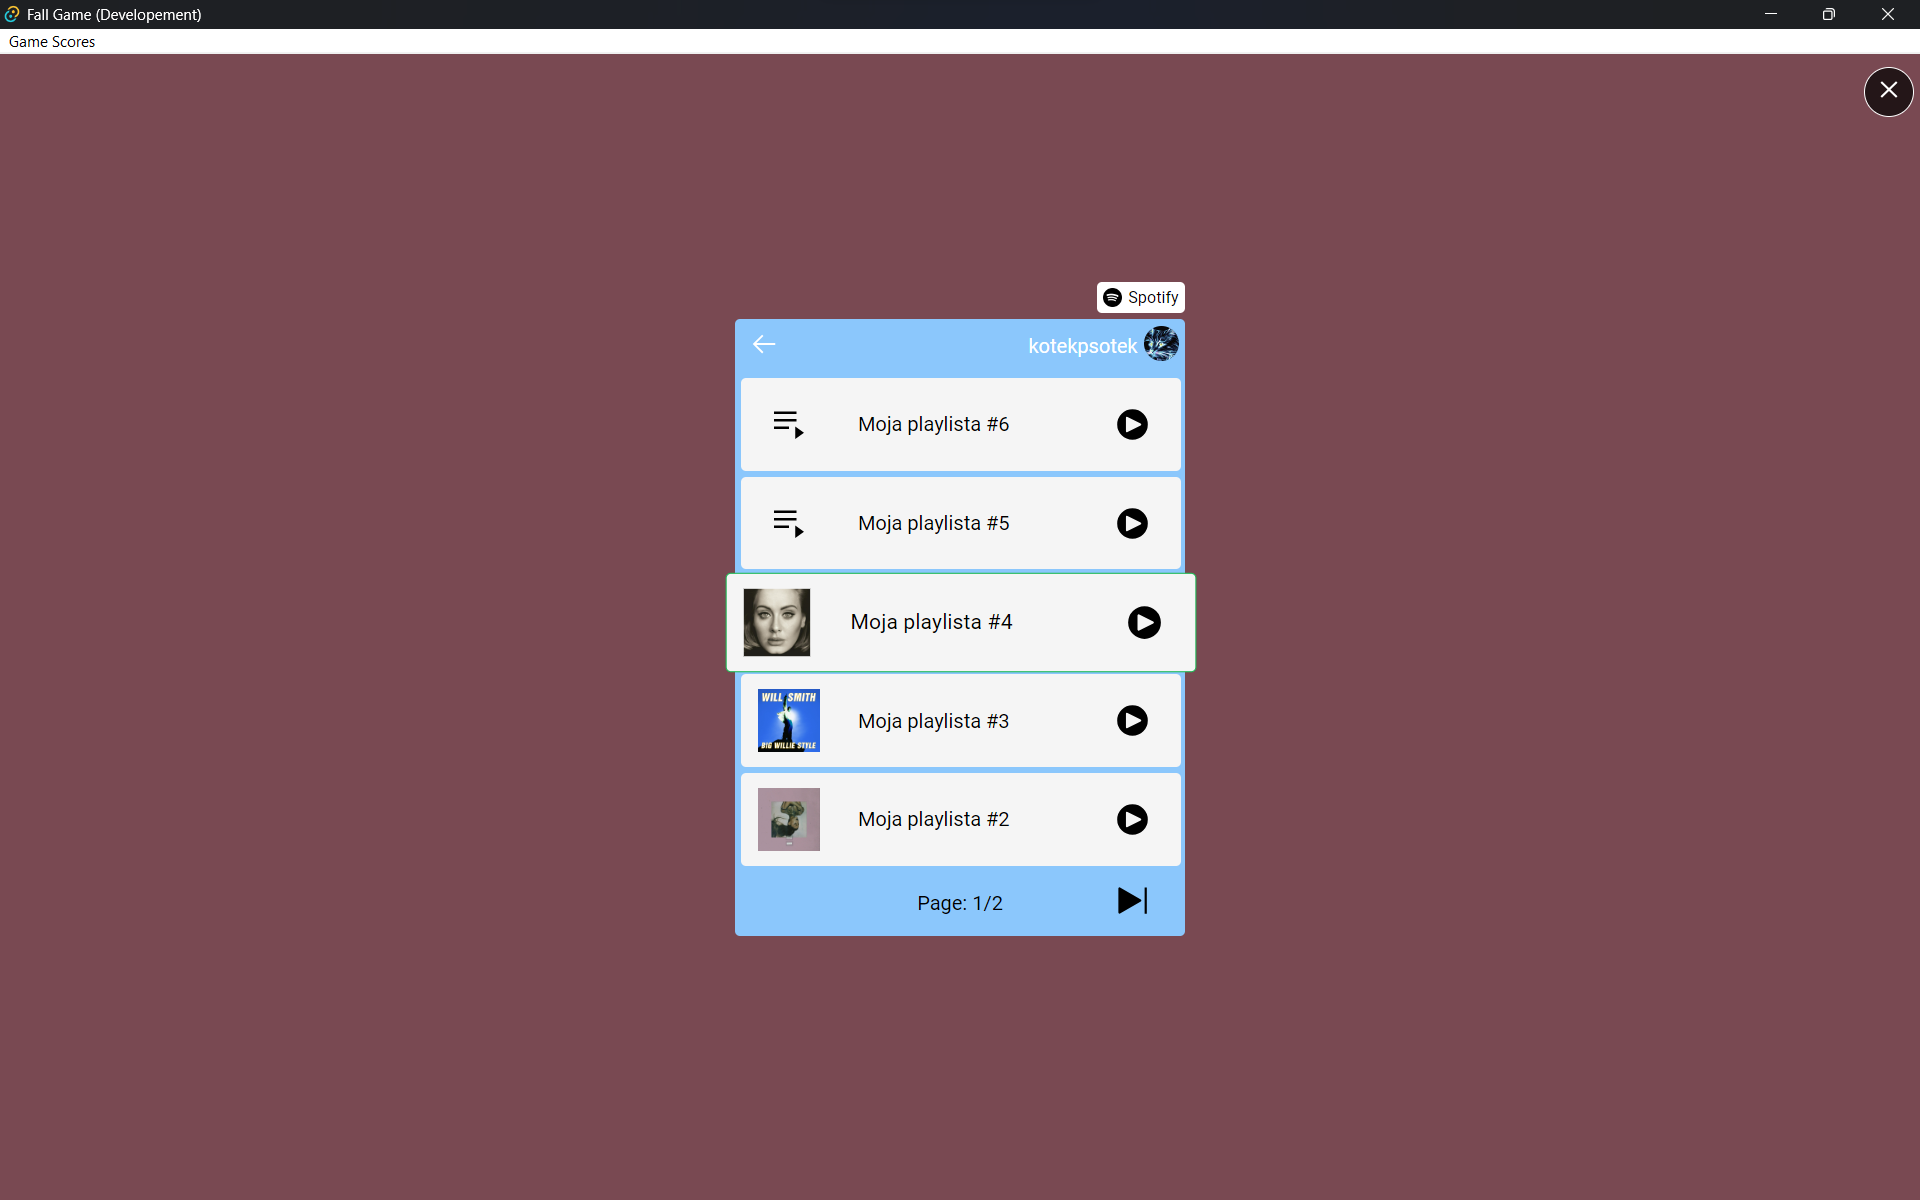 Fall Game (Developement)
Game Scores
Spotify
kotekpsotek
Moja playlista #6
Moja playlista #5
Moja playlista #4
WILL SMITH
BIG WILLIE STYLE
Moja playlista #3
Moja playlista #2
Page: 1/2